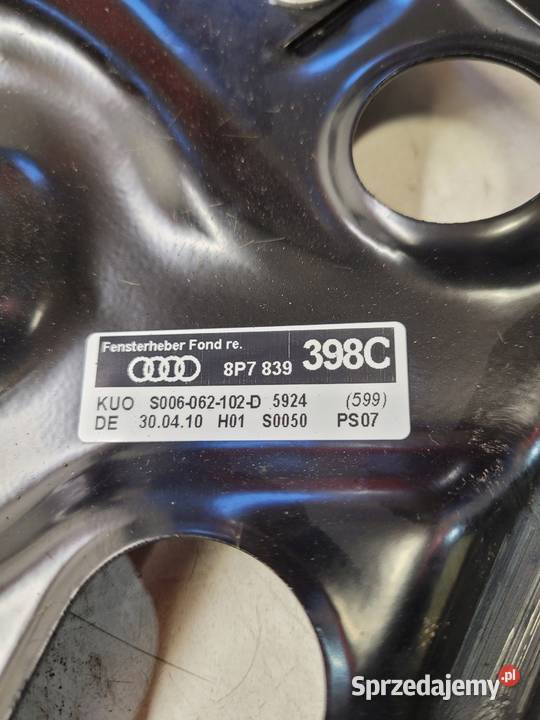 Fensterheber Fond re.
8P7 839 398C
KUO S006-062-102-D 5924 (599)
DE 30.04.10 H01 S0050 PS07
Sprzedajemy.pl